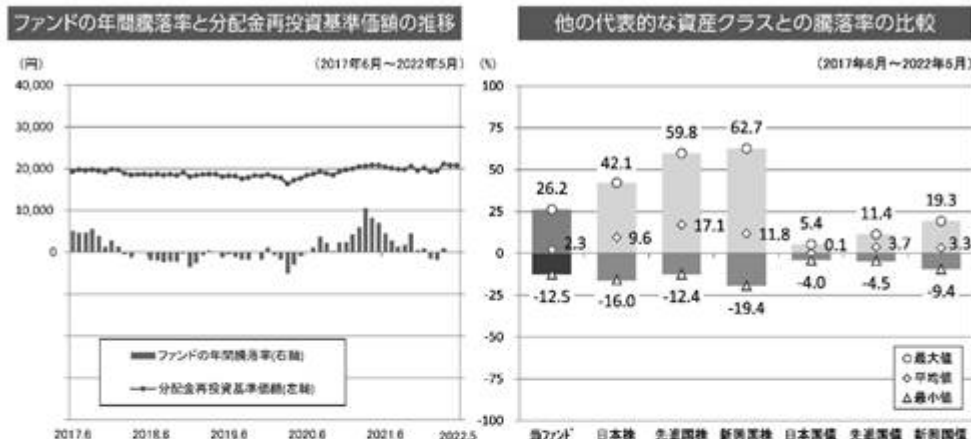 ファンドの年間騰落率と分配金再投資基準価額の推移
(円)
(2017年6月～2022年5月)
40,000
30,000
20,000
10,000
0
ファンドの年間騰落率(右軸)
分配金再投資基準価額(左軸)
2017.6
2018.6
2019.6
2020.6
2021.6
2022.5
他の代表的な資産クラスとの騰落率の比較
(%)
(2017年6月～2022年5月)
100
75
50
25
0
-25
-50
-75
-100
26.2
42.1
59.8
62.7
5.4
11.4
19.3
2.3
9.6
17.1
11.8
0.1
3.7
3.3
-12.5
-16.0
-12.4
-19.4
-4.0
-4.5
-9.4
最大値
平均値
最小値
当ファンド
日本株
先進国株
新興国株
日本国債
先進国債
新興国債